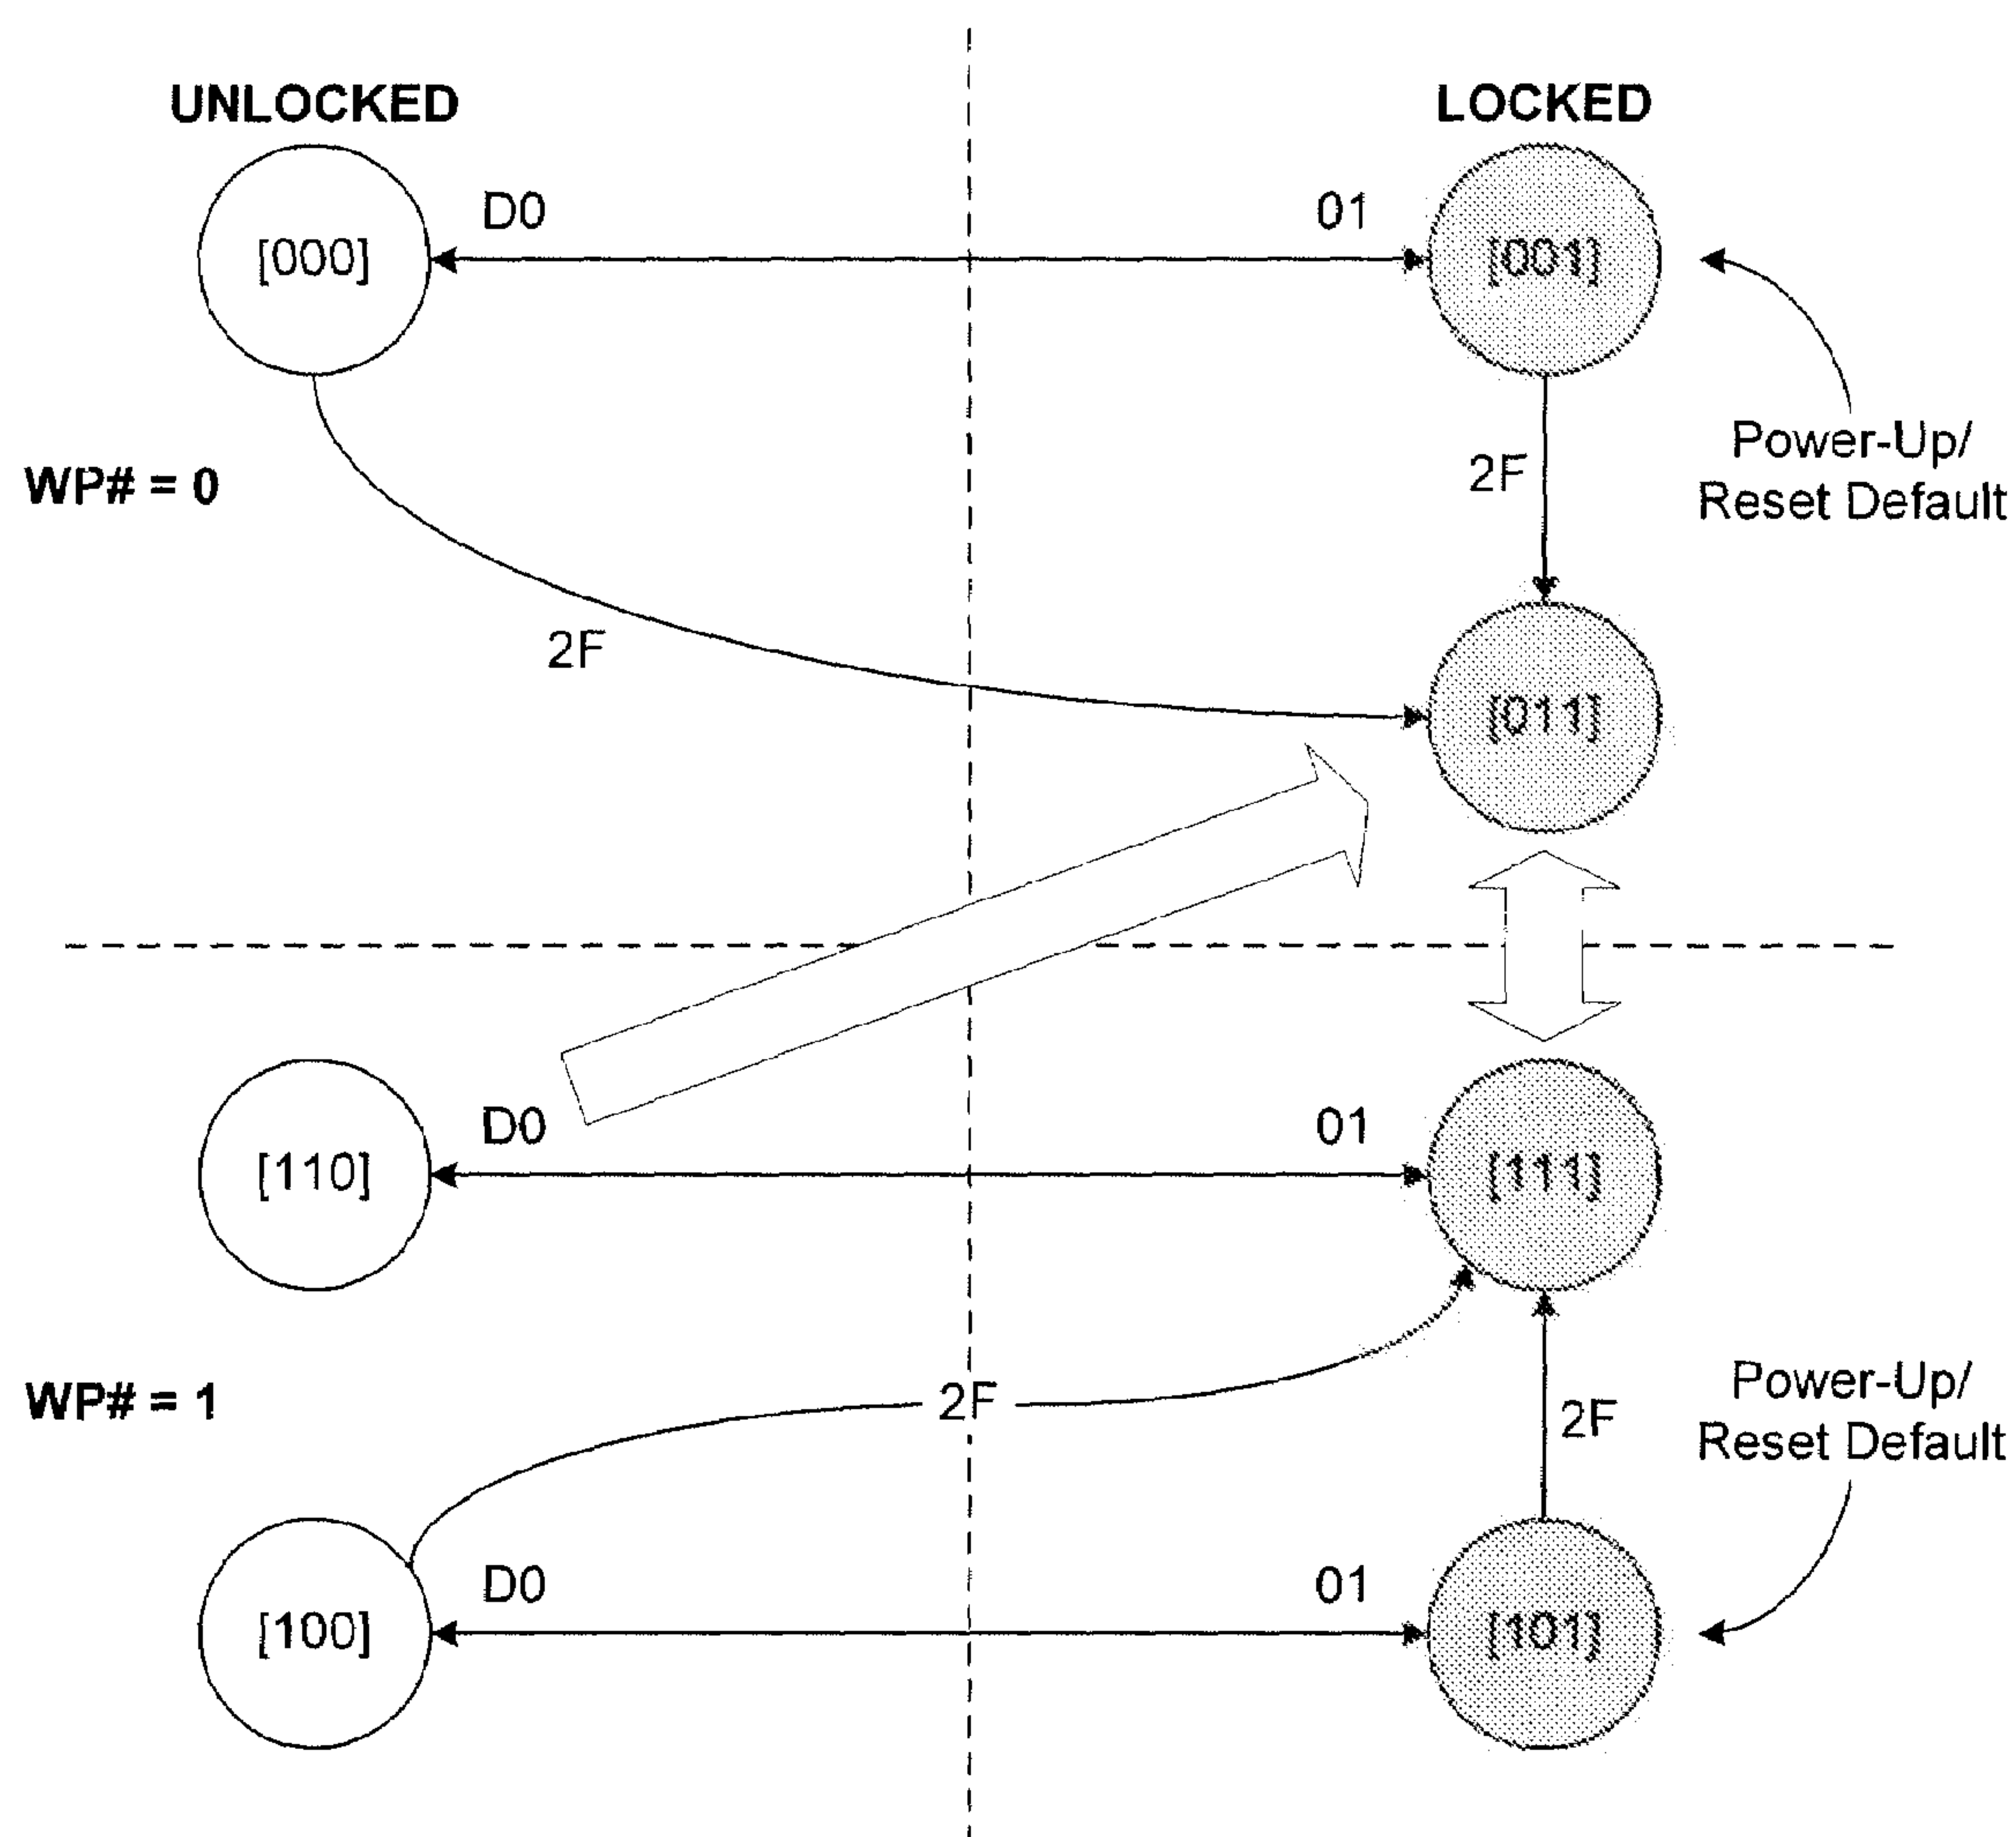 UNLOCKED
LOCKED
D0
01
[000]
[001]
Power-Up/
Reset Default
WP# = 0
2F
2F
[011]
D0
01
[110]
[111]
WP# = 1
2F
2F
Power-Up/
Reset Default
D0
01
[100]
[101]